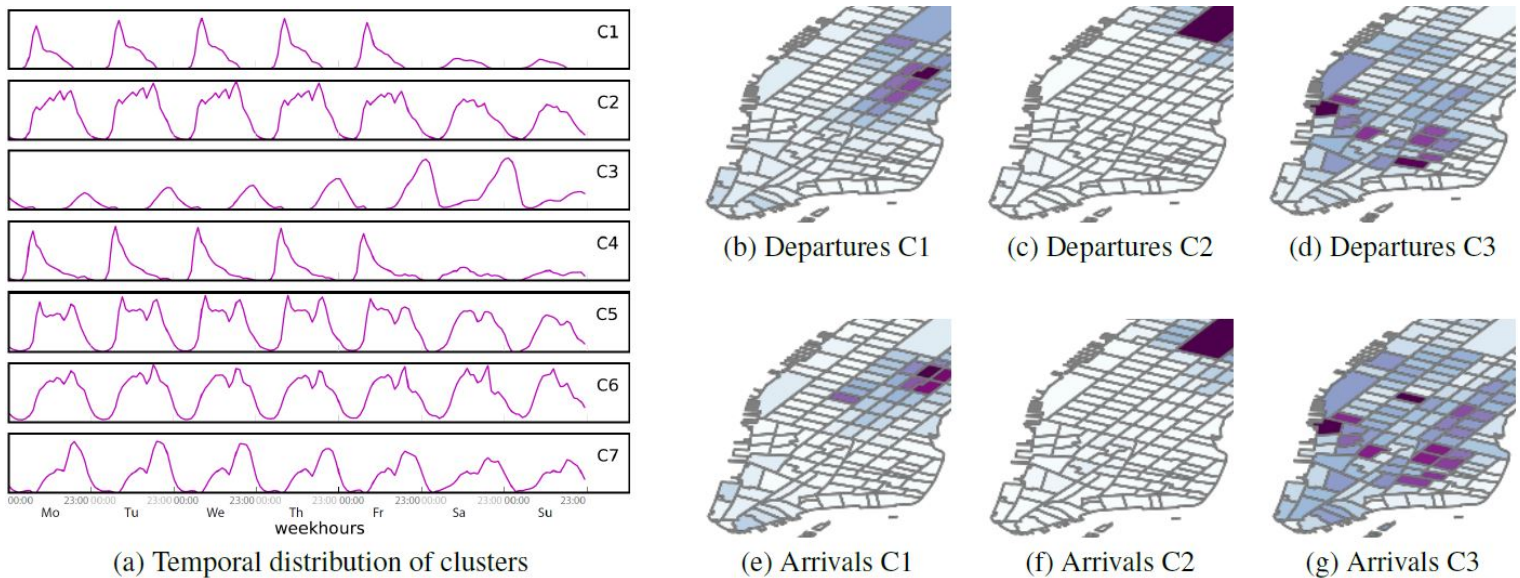 C1
C2
C3
C4
C5
C6
C7
00:00 23:00 00:00 23:00 00:00 23:00 00:00 23:00 00:00 23:00 00:00 23:00 00:00 23:00
Mo Tu We Th Fr Sa Su
weekhours
(a) Temporal distribution of clusters
(b) Departures C1
(c) Departures C2
(d) Departures C3
(e) Arrivals C1
(f) Arrivals C2
(g) Arrivals C3